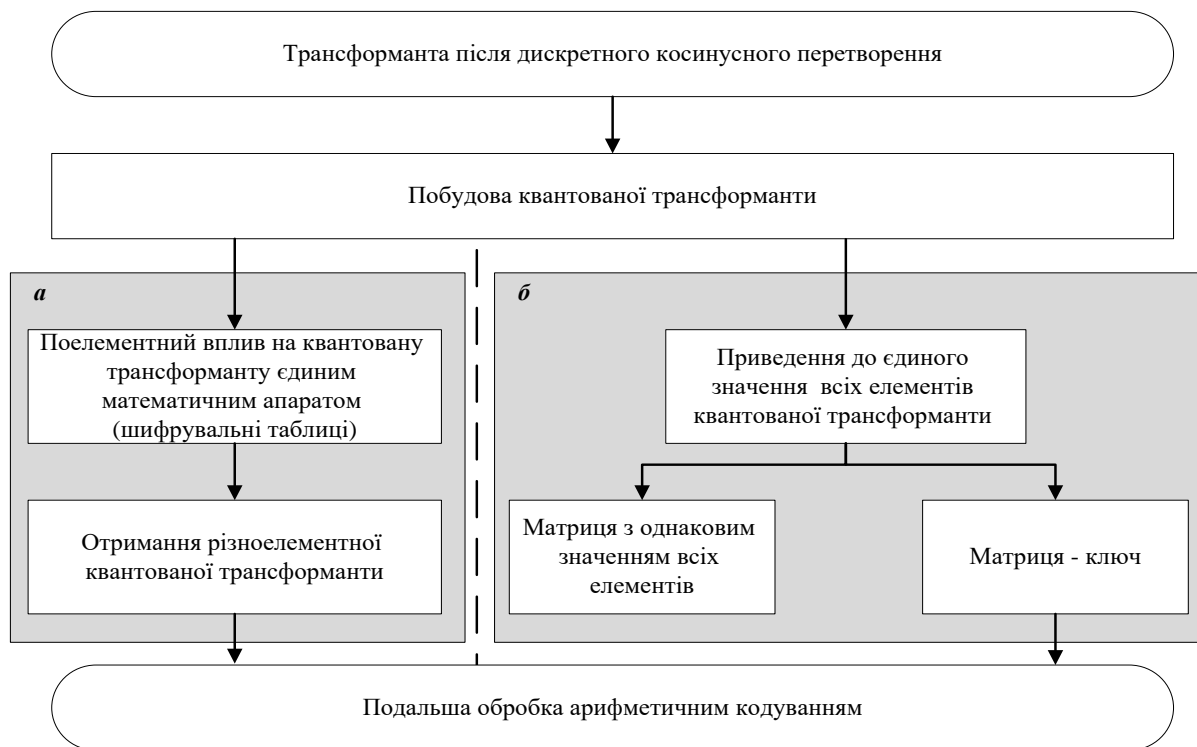 Трансформанта після дискретного косинусного перетворення
Побудова квантованої трансформанти
а
Поелементний вплив на квантовану
трансформанту єдиним
математичним апаратом
(шифрувальні таблиці)
Отримання різноелементної
квантованої трансформанти
б
Приведення до єдиного
значення всіх елементів
квантованої трансформанти
Матриця з однаковим
значенням всіх
елементів
Матриця - ключ
Подальша обробка арифметичним кодуванням